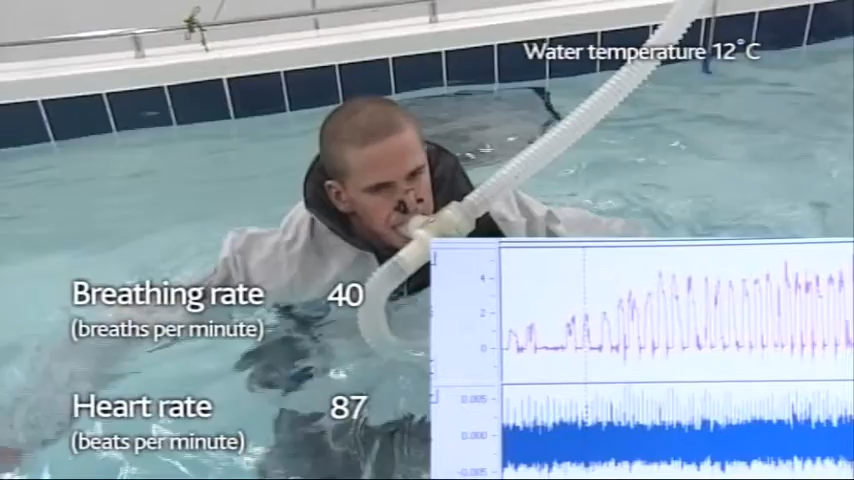 Water temperature 12°C
Breathing rate 40
(breaths per minute)
Heart rate 87
(beats per minute)
4
2
0
0.005
0.000
-0.005